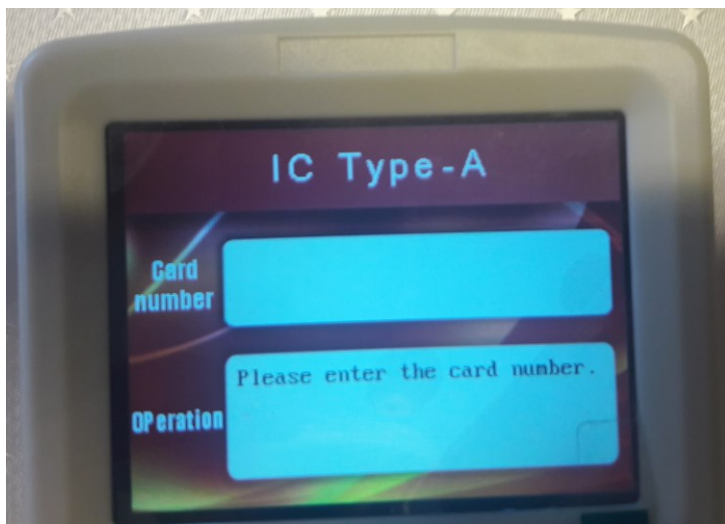 IC Type-A
Card
number
Please enter the card number.
OPeration